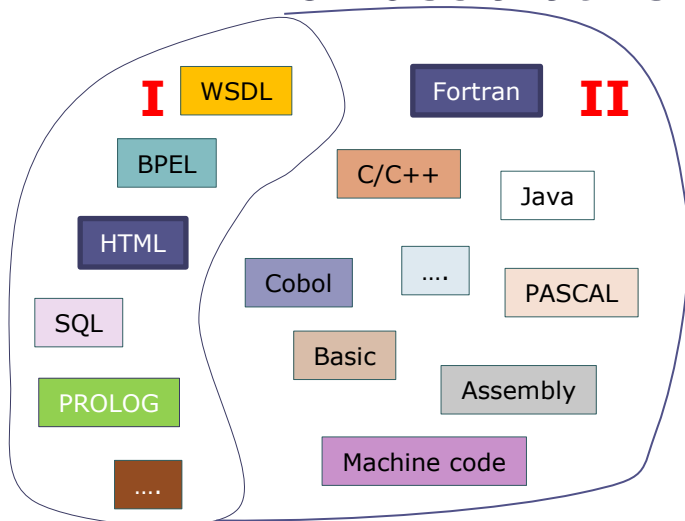 I
WSDL
BPEL
HTML
SQL
PROLOG
….
II
Fortran
C/C++
Java
Cobol
….
PASCAL
Basic
Assembly
Machine code